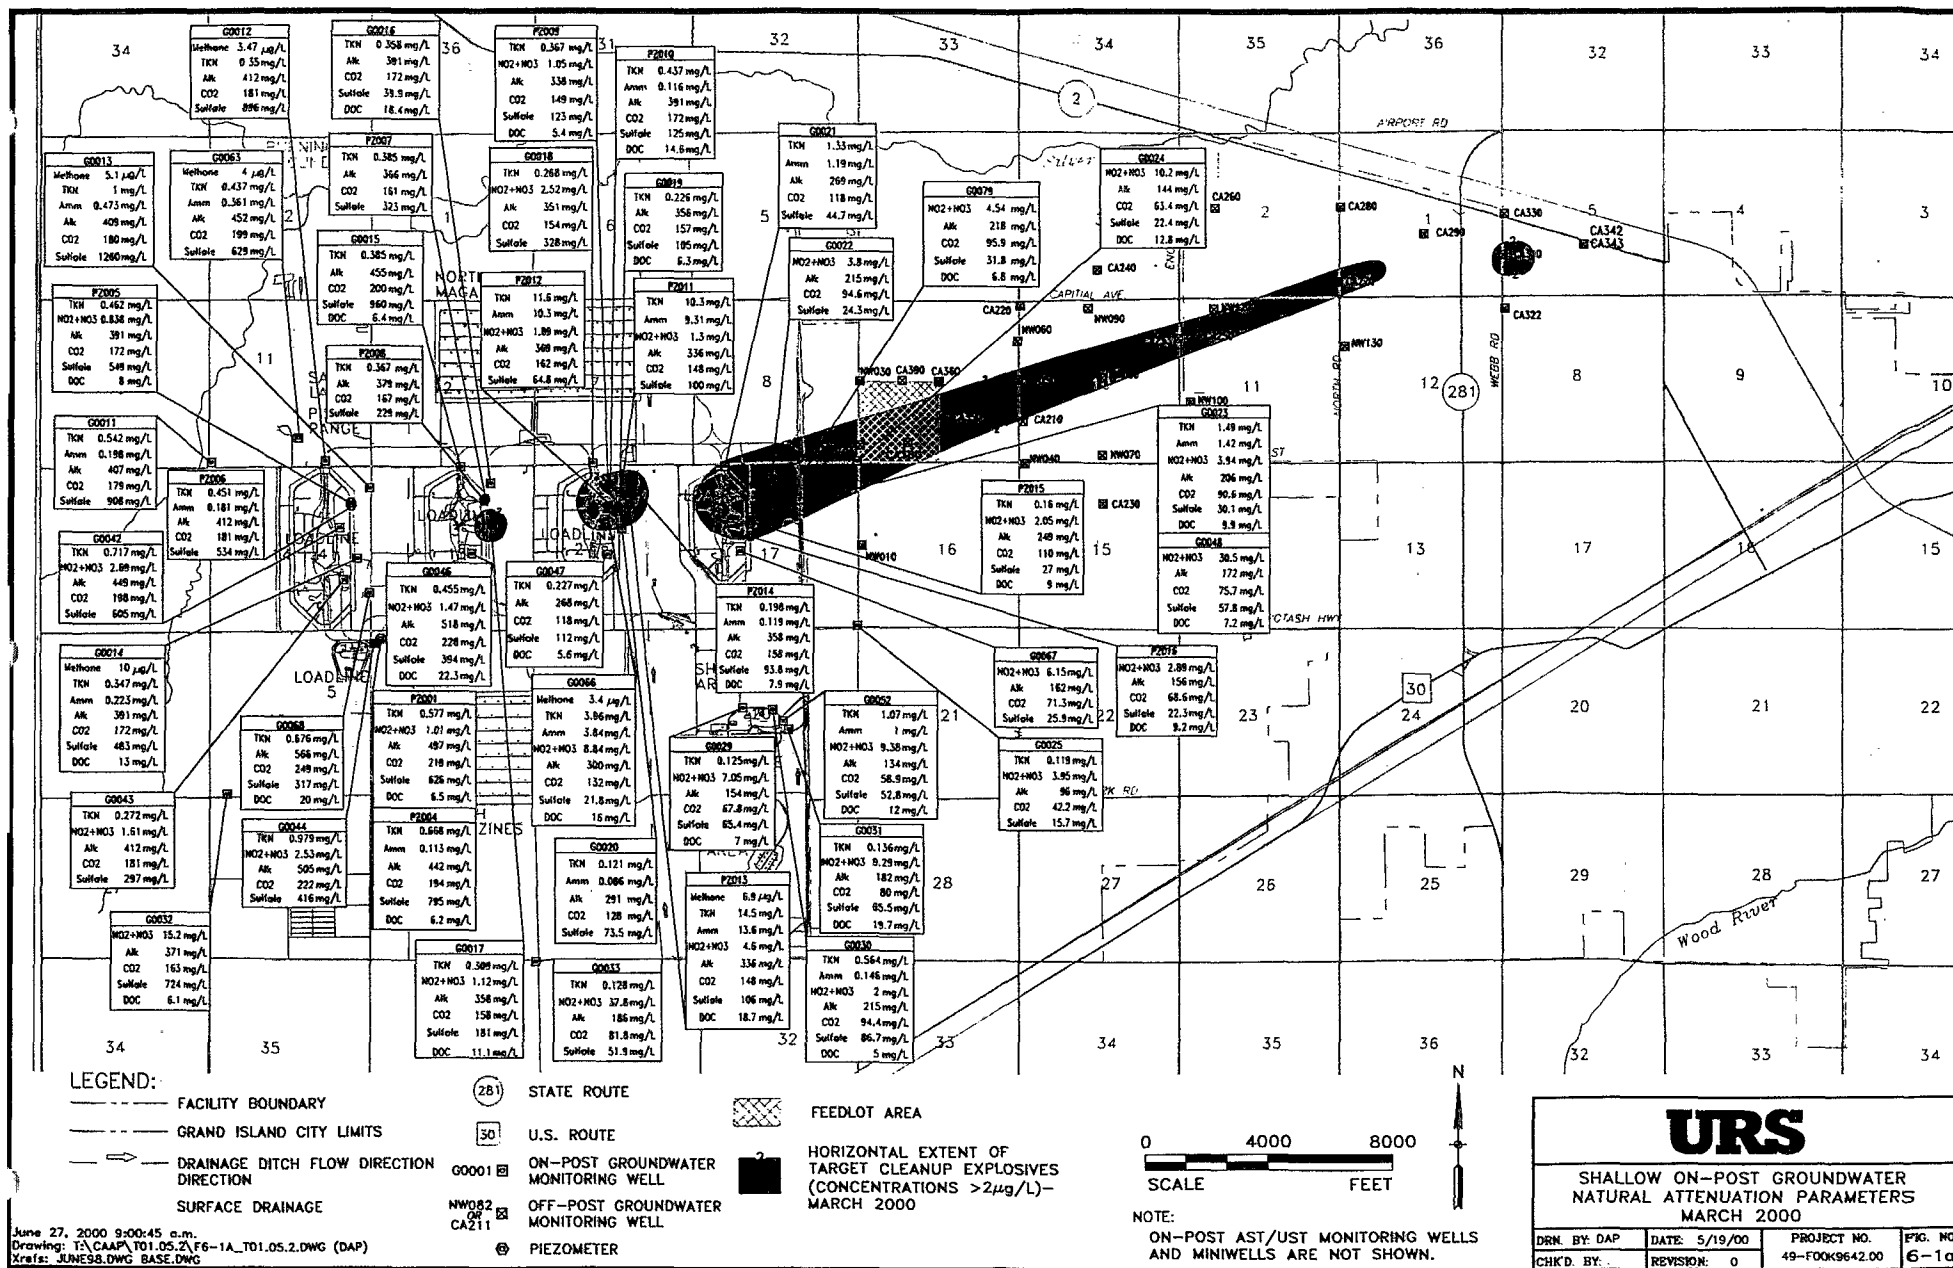 G0012
Methane 3.47 µg/L
TKN 0.35 mg/L
Alk 412 mg/L
CO2 181 mg/L
Sulfate 896 mg/L
G0016
TKN 0.358 mg/L
Alk 391 mg/L
CO2 172 mg/L
Sulfate 39.9 mg/L
DOC 18.4 mg/L
PZ009
TKN 0.367 mg/L
NO2+NO3 1.05 mg/L
Alk 338 mg/L
CO2 149 mg/L
Sulfate 123 mg/L
DOC 5.4 mg/L
PZ010
TKN 0.437 mg/L
Amm 0.116 mg/L
Alk 391 mg/L
CO2 172 mg/L
Sulfate 125 mg/L
DOC 14.6 mg/L
G0013
Methane 5.1 µg/L
TKN 1 mg/L
Amm 0.473 mg/L
Alk 409 mg/L
CO2 180 mg/L
Sulfate 1260 mg/L
G0063
Methane 4 µg/L
TKN 0.437 mg/L
Amm 0.361 mg/L
Alk 452 mg/L
CO2 199 mg/L
Sulfate 629 mg/L
PZ007
TKN 0.385 mg/L
Alk 366 mg/L
CO2 161 mg/L
Sulfate 323 mg/L
G0018
TKN 0.268 mg/L
NO2+NO3 2.52 mg/L
Alk 351 mg/L
CO2 154 mg/L
Sulfate 328 mg/L
G0019
TKN 0.226 mg/L
Alk 356 mg/L
CO2 157 mg/L
Sulfate 105 mg/L
DOC 6.3 mg/L
G0021
TKN 1.33 mg/L
Amm 1.19 mg/L
Alk 269 mg/L
CO2 118 mg/L
Sulfate 44.7 mg/L
G0079
NO2+NO3 4.54 mg/L
Alk 218 mg/L
CO2 95.9 mg/L
Sulfate 31.8 mg/L
DOC 6.8 mg/L
G0024
NO2+NO3 10.2 mg/L
Alk 144 mg/L
CO2 63.4 mg/L
Sulfate 22.4 mg/L
DOC 12.8 mg/L
G0015
TKN 0.385 mg/L
Alk 455 mg/L
CO2 200 mg/L
Sulfate 960 mg/L
DOC 6.4 mg/L
G0022
NO2+NO3 3.8 mg/L
Alk 215 mg/L
CO2 94.6 mg/L
Sulfate 24.3 mg/L
PZ012
TKN 11.6 mg/L
Amm 10.3 mg/L
NO2+NO3 1.89 mg/L
Alk 369 mg/L
CO2 162 mg/L
Sulfate 64.8 mg/L
PZ011
TKN 10.3 mg/L
Amm 9.31 mg/L
NO2+NO3 1.3 mg/L
Alk 336 mg/L
CO2 148 mg/L
Sulfate 100 mg/L
PZ005
TKN 0.462 mg/L
NO2+NO3 0.838 mg/L
Alk 391 mg/L
CO2 172 mg/L
Sulfate 549 mg/L
DOC 8 mg/L
PZ008
TKN 0.367 mg/L
Alk 379 mg/L
CO2 167 mg/L
Sulfate 229 mg/L
G0011
TKN 0.542 mg/L
Amm 0.198 mg/L
Alk 407 mg/L
CO2 179 mg/L
Sulfate 908 mg/L
PZ006
TKN 0.451 mg/L
Amm 0.181 mg/L
Alk 412 mg/L
CO2 181 mg/L
Sulfate 534 mg/L
G0023
TKN 1.49 mg/L
Amm 1.42 mg/L
NO2+NO3 3.94 mg/L
Alk 206 mg/L
CO2 90.6 mg/L
Sulfate 30.1 mg/L
DOC 9.9 mg/L
G0048
NO2+NO3 30.5 mg/L
Alk 172 mg/L
CO2 75.7 mg/L
Sulfate 57.8 mg/L
DOC 7.2 mg/L
PZ015
TKN 0.16 mg/L
NO2+NO3 2.05 mg/L
Alk 249 mg/L
CO2 110 mg/L
Sulfate 27 mg/L
DOC 9 mg/L
G0042
TKN 0.717 mg/L
NO2+NO3 2.89 mg/L
Alk 449 mg/L
CO2 198 mg/L
Sulfate 605 mg/L
G0046
TKN 0.455 mg/L
NO2+NO3 1.47 mg/L
Alk 518 mg/L
CO2 228 mg/L
Sulfate 394 mg/L
DOC 22.3 mg/L
G0047
TKN 0.227 mg/L
Alk 268 mg/L
CO2 118 mg/L
Sulfate 112 mg/L
DOC 5.6 mg/L
PZ014
TKN 0.198 mg/L
Amm 0.119 mg/L
Alk 358 mg/L
CO2 158 mg/L
Sulfate 93.8 mg/L
DOC 7.9 mg/L
G0014
Methane 10 µg/L
TKN 0.347 mg/L
Amm 0.223 mg/L
Alk 391 mg/L
CO2 172 mg/L
Sulfate 483 mg/L
DOC 13 mg/L
G0067
NO2+NO3 6.15 mg/L
Alk 162 mg/L
CO2 71.3 mg/L
Sulfate 25.9 mg/L
PZ016
NO2+NO3 2.89 mg/L
Alk 156 mg/L
CO2 68.6 mg/L
Sulfate 22.3 mg/L
DOC 9.2 mg/L
G0068
TKN 0.676 mg/L
Alk 566 mg/L
CO2 249 mg/L
Sulfate 317 mg/L
DOC 20 mg/L
PZ001
TKN 0.577 mg/L
NO2+NO3 1.01 mg/L
Alk 497 mg/L
CO2 219 mg/L
Sulfate 626 mg/L
DOC 6.5 mg/L
G0066
Methane 3.4 µg/L
TKN 3.96 mg/L
Amm 3.84 mg/L
NO2+NO3 8.84 mg/L
Alk 300 mg/L
CO2 132 mg/L
Sulfate 21.8 mg/L
DOC 16 mg/L
G0052
TKN 1.07 mg/L
Amm 1 mg/L
NO2+NO3 9.38 mg/L
Alk 134 mg/L
CO2 58.9 mg/L
Sulfate 52.8 mg/L
DOC 12 mg/L
G0029
TKN 0.125 mg/L
NO2+NO3 7.05 mg/L
Alk 154 mg/L
CO2 67.8 mg/L
Sulfate 65.4 mg/L
DOC 7 mg/L
G0025
TKN 0.119 mg/L
NO2+NO3 3.95 mg/L
Alk 96 mg/L
CO2 42.2 mg/L
Sulfate 15.7 mg/L
G0043
TKN 0.272 mg/L
NO2+NO3 1.61 mg/L
Alk 412 mg/L
CO2 181 mg/L
Sulfate 297 mg/L
G0044
TKN 0.979 mg/L
NO2+NO3 2.53 mg/L
Alk 505 mg/L
CO2 222 mg/L
Sulfate 416 mg/L
PZ004
TKN 0.668 mg/L
Amm 0.113 mg/L
Alk 442 mg/L
CO2 194 mg/L
Sulfate 795 mg/L
DOC 6.2 mg/L
G0020
TKN 0.121 mg/L
Amm 0.086 mg/L
Alk 291 mg/L
CO2 128 mg/L
Sulfate 73.5 mg/L
G0031
TKN 0.136 mg/L
NO2+NO3 9.29 mg/L
Alk 182 mg/L
CO2 80 mg/L
Sulfate 65.5 mg/L
DOC 19.7 mg/L
PZ013
Methane 6.9 µg/L
TKN 14.5 mg/L
Amm 13.6 mg/L
NO2+NO3 4.6 mg/L
Alk 336 mg/L
CO2 148 mg/L
Sulfate 106 mg/L
DOC 18.7 mg/L
G0032
NO2+NO3 15.2 mg/L
Alk 371 mg/L
CO2 163 mg/L
Sulfate 724 mg/L
DOC 6.1 mg/L
G0017
TKN 0.309 mg/L
NO2+NO3 1.12 mg/L
Alk 358 mg/L
CO2 158 mg/L
Sulfate 181 mg/L
DOC 11.1 mg/L
G0033
TKN 0.128 mg/L
NO2+NO3 37.8 mg/L
Alk 186 mg/L
CO2 81.8 mg/L
Sulfate 51.9 mg/L
G0030
TKN 0.564 mg/L
Amm 0.146 mg/L
NO2+NO3 2 mg/L
Alk 215 mg/L
CO2 94.4 mg/L
Sulfate 86.7 mg/L
DOC 5 mg/L
34 36 31 32 33 34 35 36 32 33 34
2
AIRPORT RD
Silver
2 1 6 5 2 1 5 4 3
CA260
CA280
CA290
CA330
CA342
CA343
CA240
CAPITIAL AVE
CA220
NW090
NW060
CA322
NW130
WEBB RD
NORTH RD
281
11 8 11 12 8 9 10
RANGE
NW030 CA390 CA360
NW100
CA210
NW040
NW070
CA230
NW010
17 16 15 13 17 18 15
LOADLINE
5
30
21 22 23 24 20 21 22
28 27 26 25 29 28 27
Wood River
34 35 32 33 34 35 36 32 33 34
LEGEND:
FACILITY BOUNDARY
GRAND ISLAND CITY LIMITS
DRAINAGE DITCH FLOW DIRECTION
DIRECTION
SURFACE DRAINAGE
281 STATE ROUTE
30 U.S. ROUTE
G0001 ON-POST GROUNDWATER
MONITORING WELL
NW082
OR
CA211
OFF-POST GROUNDWATER
MONITORING WELL
PIEZOMETER
FEEDLOT AREA
2
HORIZONTAL EXTENT OF
TARGET CLEANUP EXPLOSIVES
(CONCENTRATIONS >2µg/L)-
MARCH 2000
N
0 4000 8000
SCALE FEET
NOTE:
ON-POST AST/UST MONITORING WELLS
AND MINIWELLS ARE NOT SHOWN.
URS
SHALLOW ON-POST GROUNDWATER
NATURAL ATTENUATION PARAMETERS
MARCH 2000
DRN. BY: DAP DATE: 5/19/00 PROJECT NO. FIG. NO
CHK'D. BY: REVISION: 0 49-F00K9642.00 6-1a
June 27, 2000 9:00:45 a.m.
Drawing: T:\CAAP\T01.05.2\F6-1A_T01.05.2.DWG (DAP)
Xrefs: JUNE98.DWG BASE.DWG